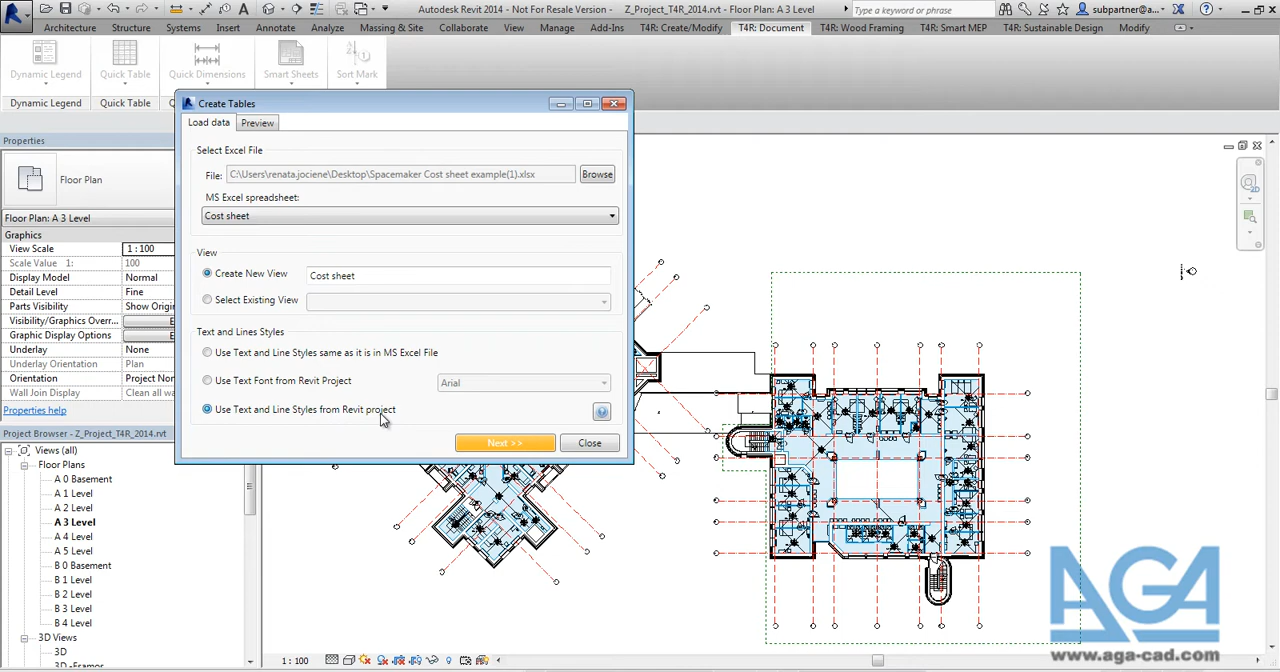 Autodesk Revit 2014 - Not For Resale Version - Z_Project_T4R_2014.rvt - Floor Plan: A 3 Level
Type a keyword or phrase
subpartner@a...
Architecture Structure Systems Insert Annotate Analyze Massing & Site Collaborate View Manage Add-Ins T4R: Create/Modify T4R: Document T4R: Wood Framing T4R: Smart MEP T4R: Sustainable Design Modify
Dynamic Legend Quick Table Quick Dimensions Smart Sheets Sort Mark
Dynamic Legend Quick Table
Create Tables
Load data Preview
Select Excel File
File: C:\Users\renata.jociene\Desktop\Spacemaker Cost sheet example(1).xlsx Browse
MS Excel spreadsheet:
Cost sheet
View
Create New View Cost sheet
Select Existing View
Text and Lines Styles
Use Text and Line Styles same as it is in MS Excel File
Use Text Font from Revit Project Arial
Use Text and Line Styles from Revit project
Next >> Close
Properties
Floor Plan
Floor Plan: A 3 Level
Graphics
View Scale 1 : 100
Scale Value 1: 100
Display Model Normal
Detail Level Fine
Parts Visibility Show Origin
Visibility/Graphics Overr... E
Graphic Display Options E
Underlay None
Underlay Orientation Plan
Orientation Project Nor
Wall Join Display Clean all w
Properties help
Project Browser - Z_Project_T4R_2014.rvt
Views (all)
Floor Plans
A 0 Basement
A 1 Level
A 2 Level
A 3 Level
A 4 Level
A 5 Level
B 0 Basement
B 1 Level
B 2 Level
B 3 Level
B 4 Level
3D Views
3D
3D -Frames
1 : 100
AGA
www.aga-cad.com